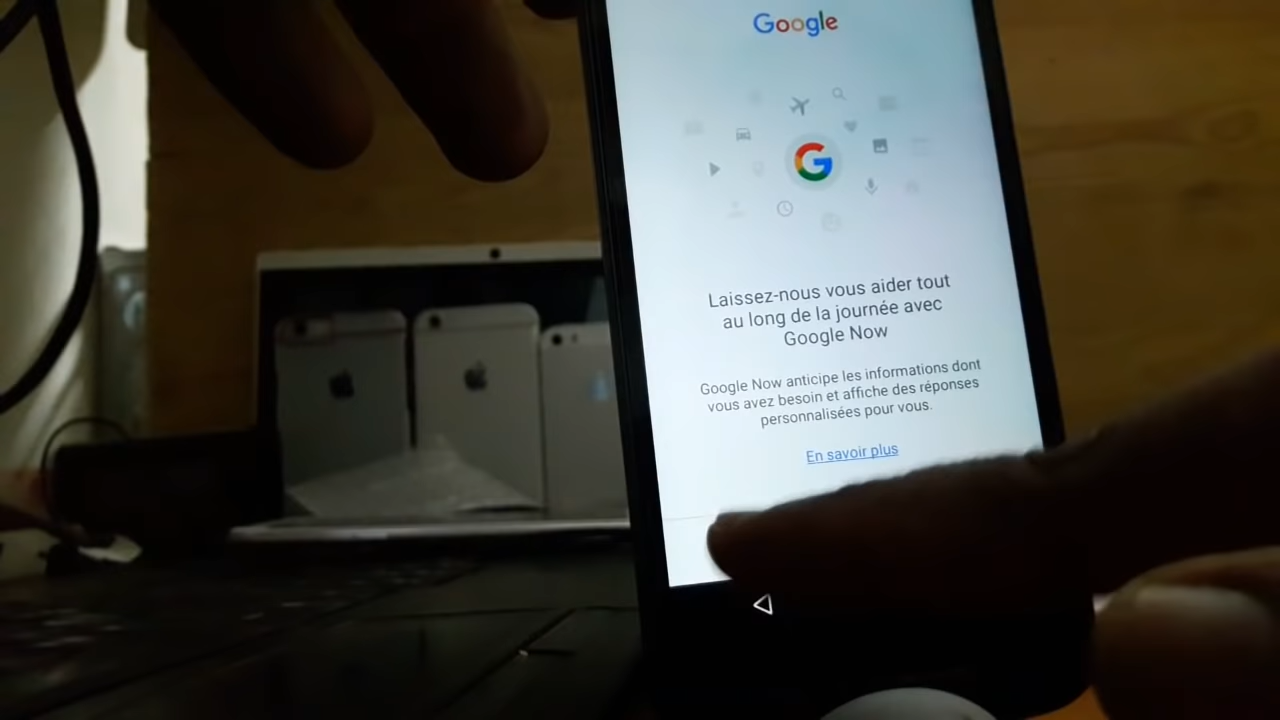 Google
Laissez-nous vous aider tout
au long de la journée avec
Google Now
Google Now anticipe les informations dont
vous avez besoin et affiche des réponses
personnalisées pour vous.
En savoir plus